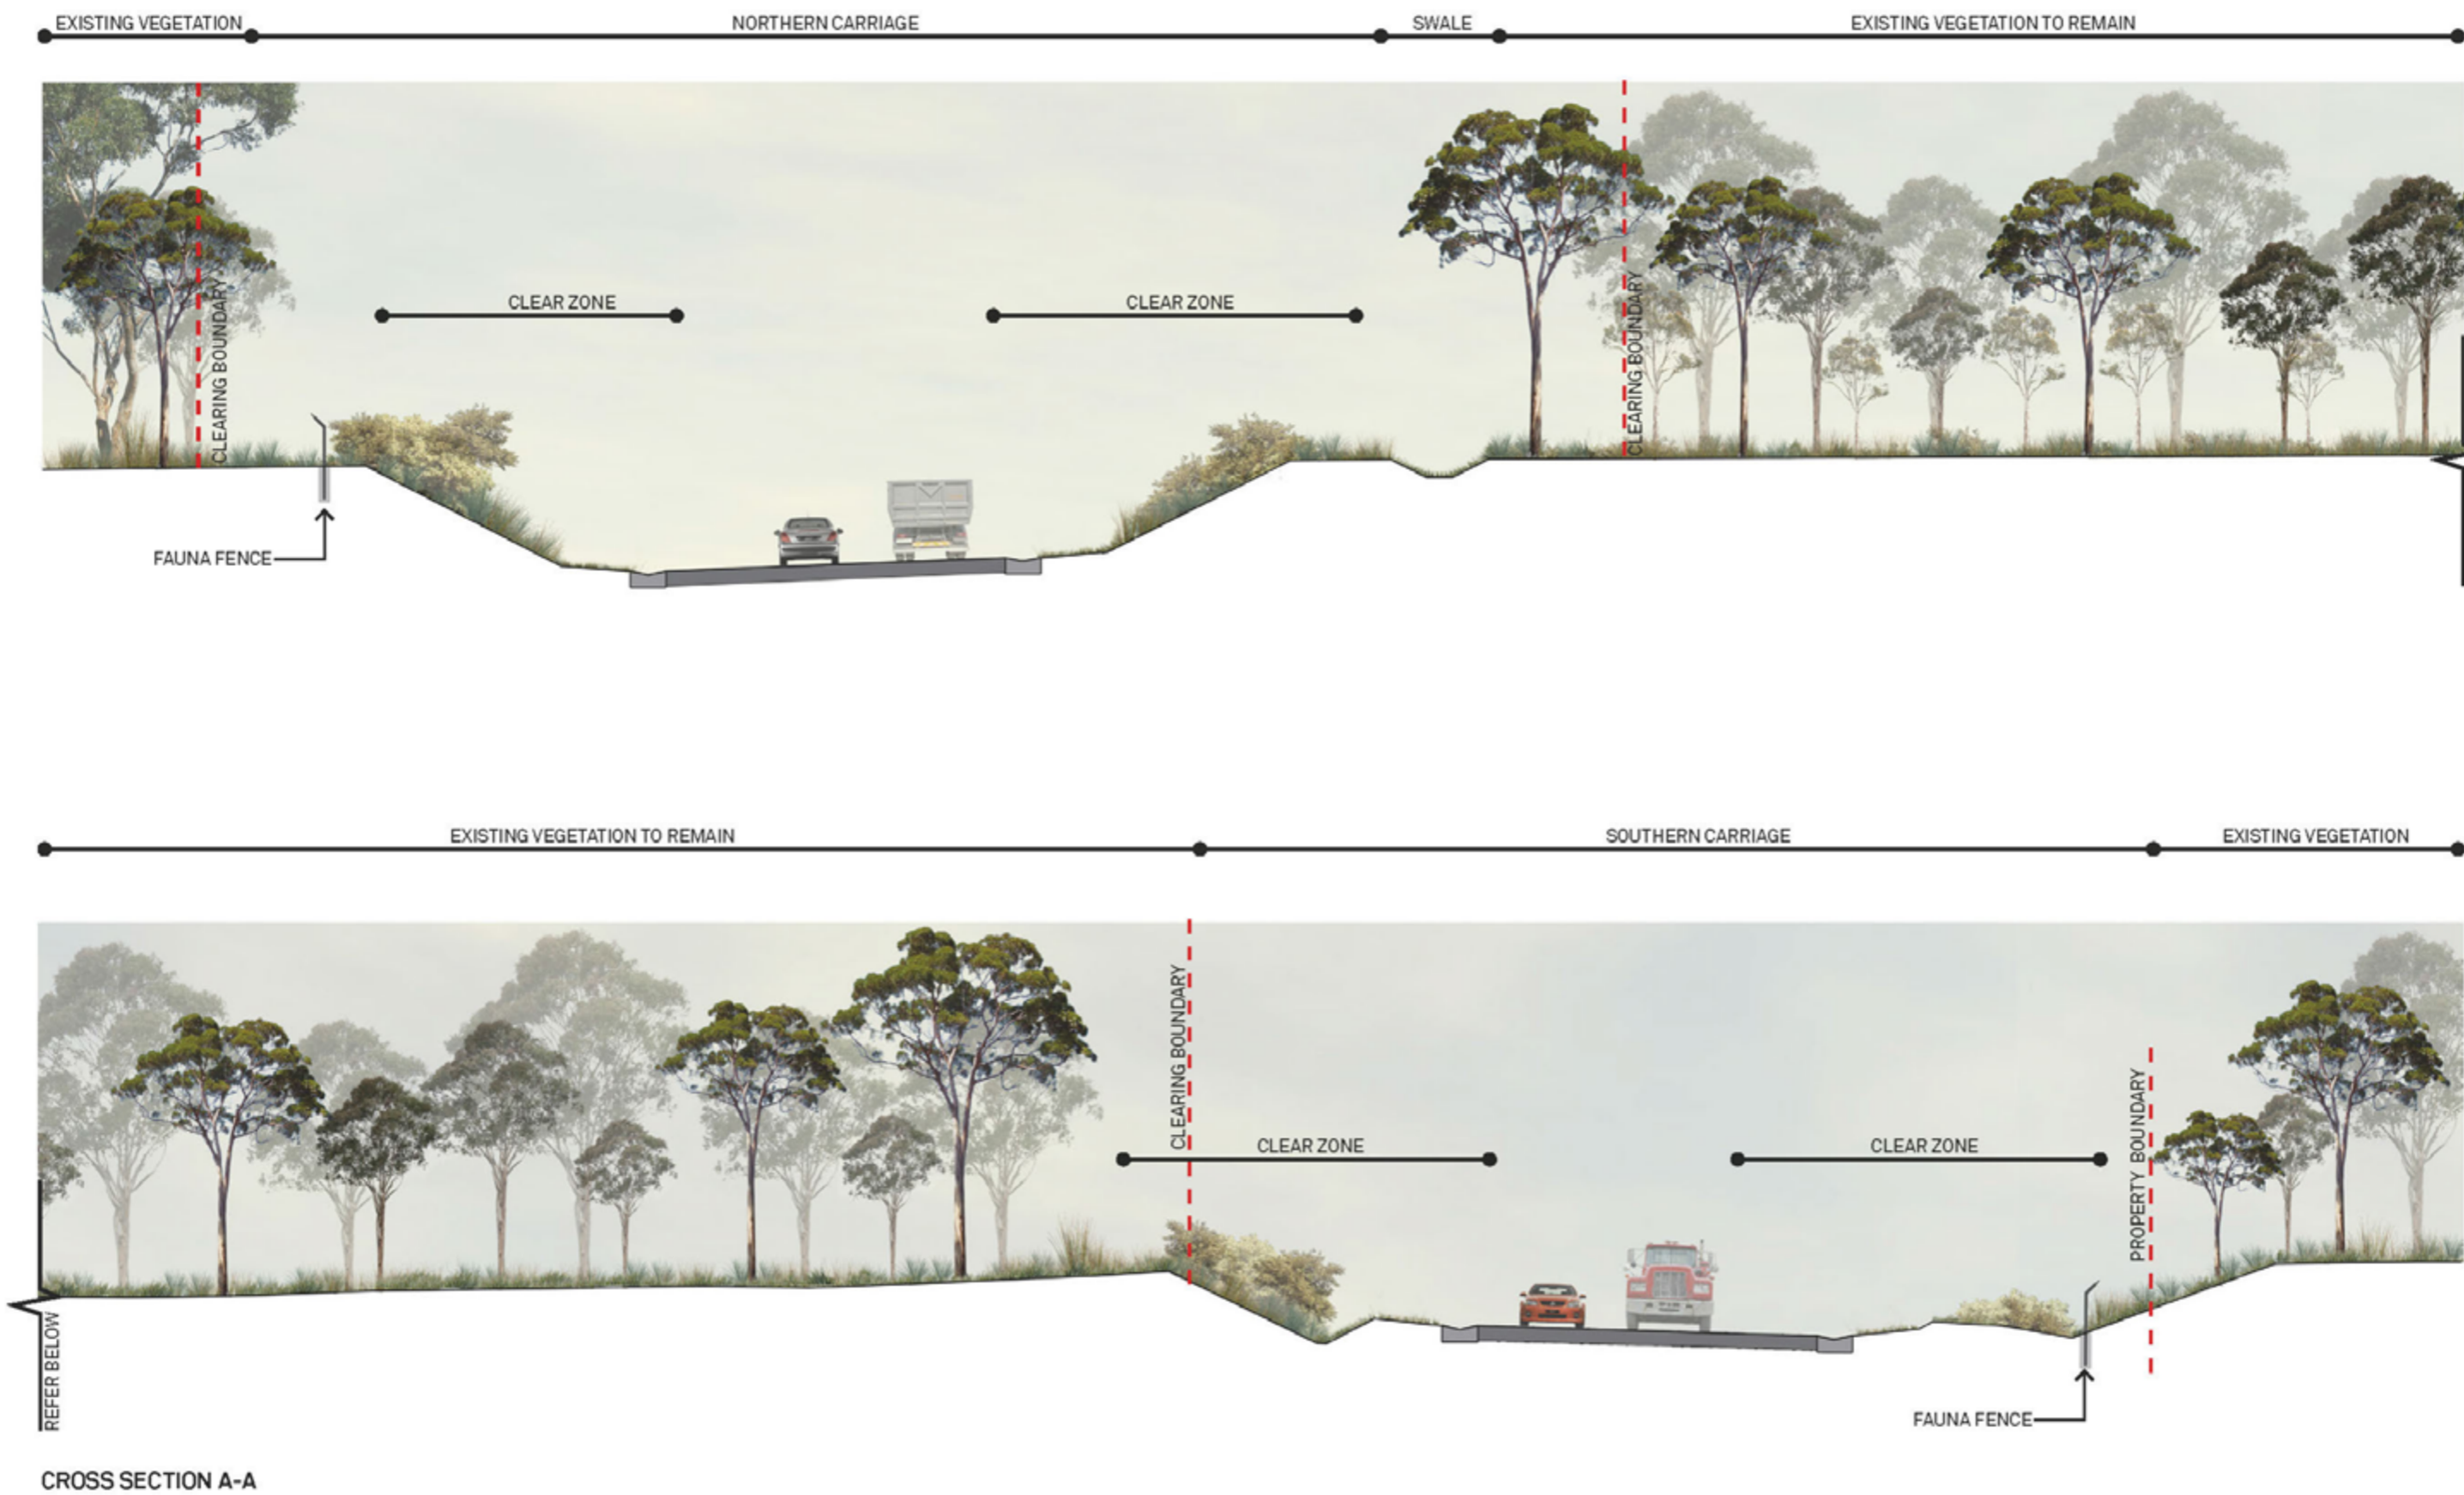 EXISTING VEGETATION
NORTHERN CARRIAGE
SWALE
EXISTING VEGETATION TO REMAIN
CLEARING BOUNDARY
CLEAR ZONE
CLEAR ZONE
CLEARING BOUNDARY
FAUNA FENCE
EXISTING VEGETATION TO REMAIN
SOUTHERN CARRIAGE
EXISTING VEGETATION
CLEARING BOUNDARY
CLEAR ZONE
CLEAR ZONE
PROPERTY BOUNDARY
REFER BELOW
FAUNA FENCE
CROSS SECTION A-A